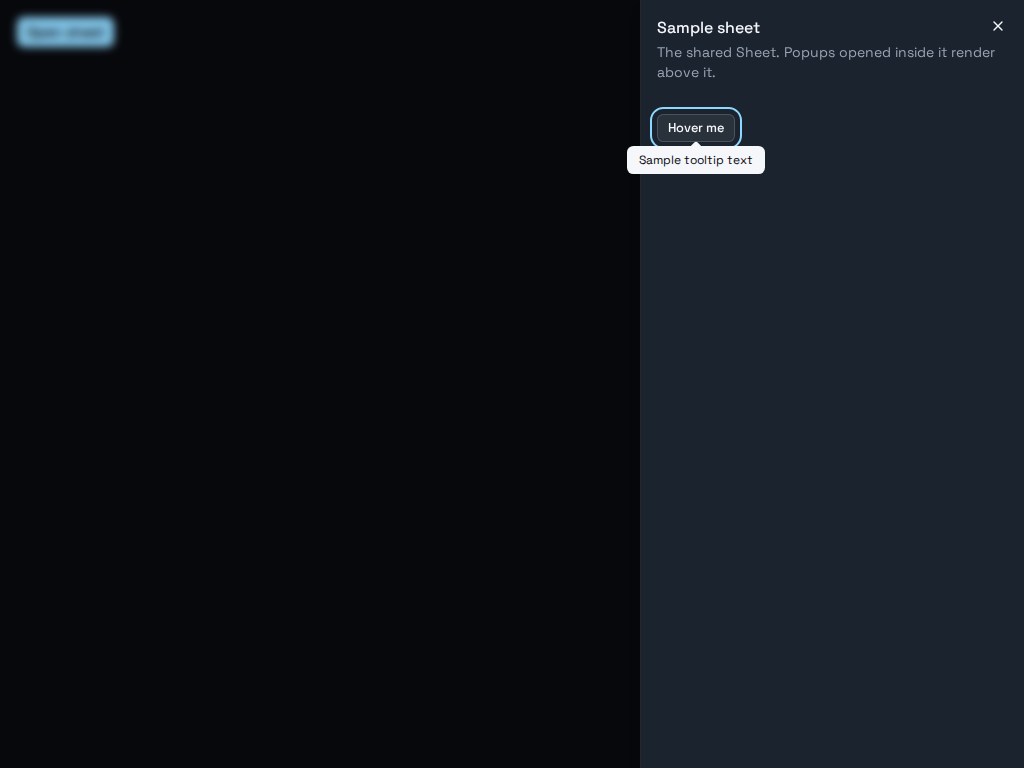 Sample sheet
The shared Sheet. Popups opened inside it render
above it.
Hover me
Sample tooltip text